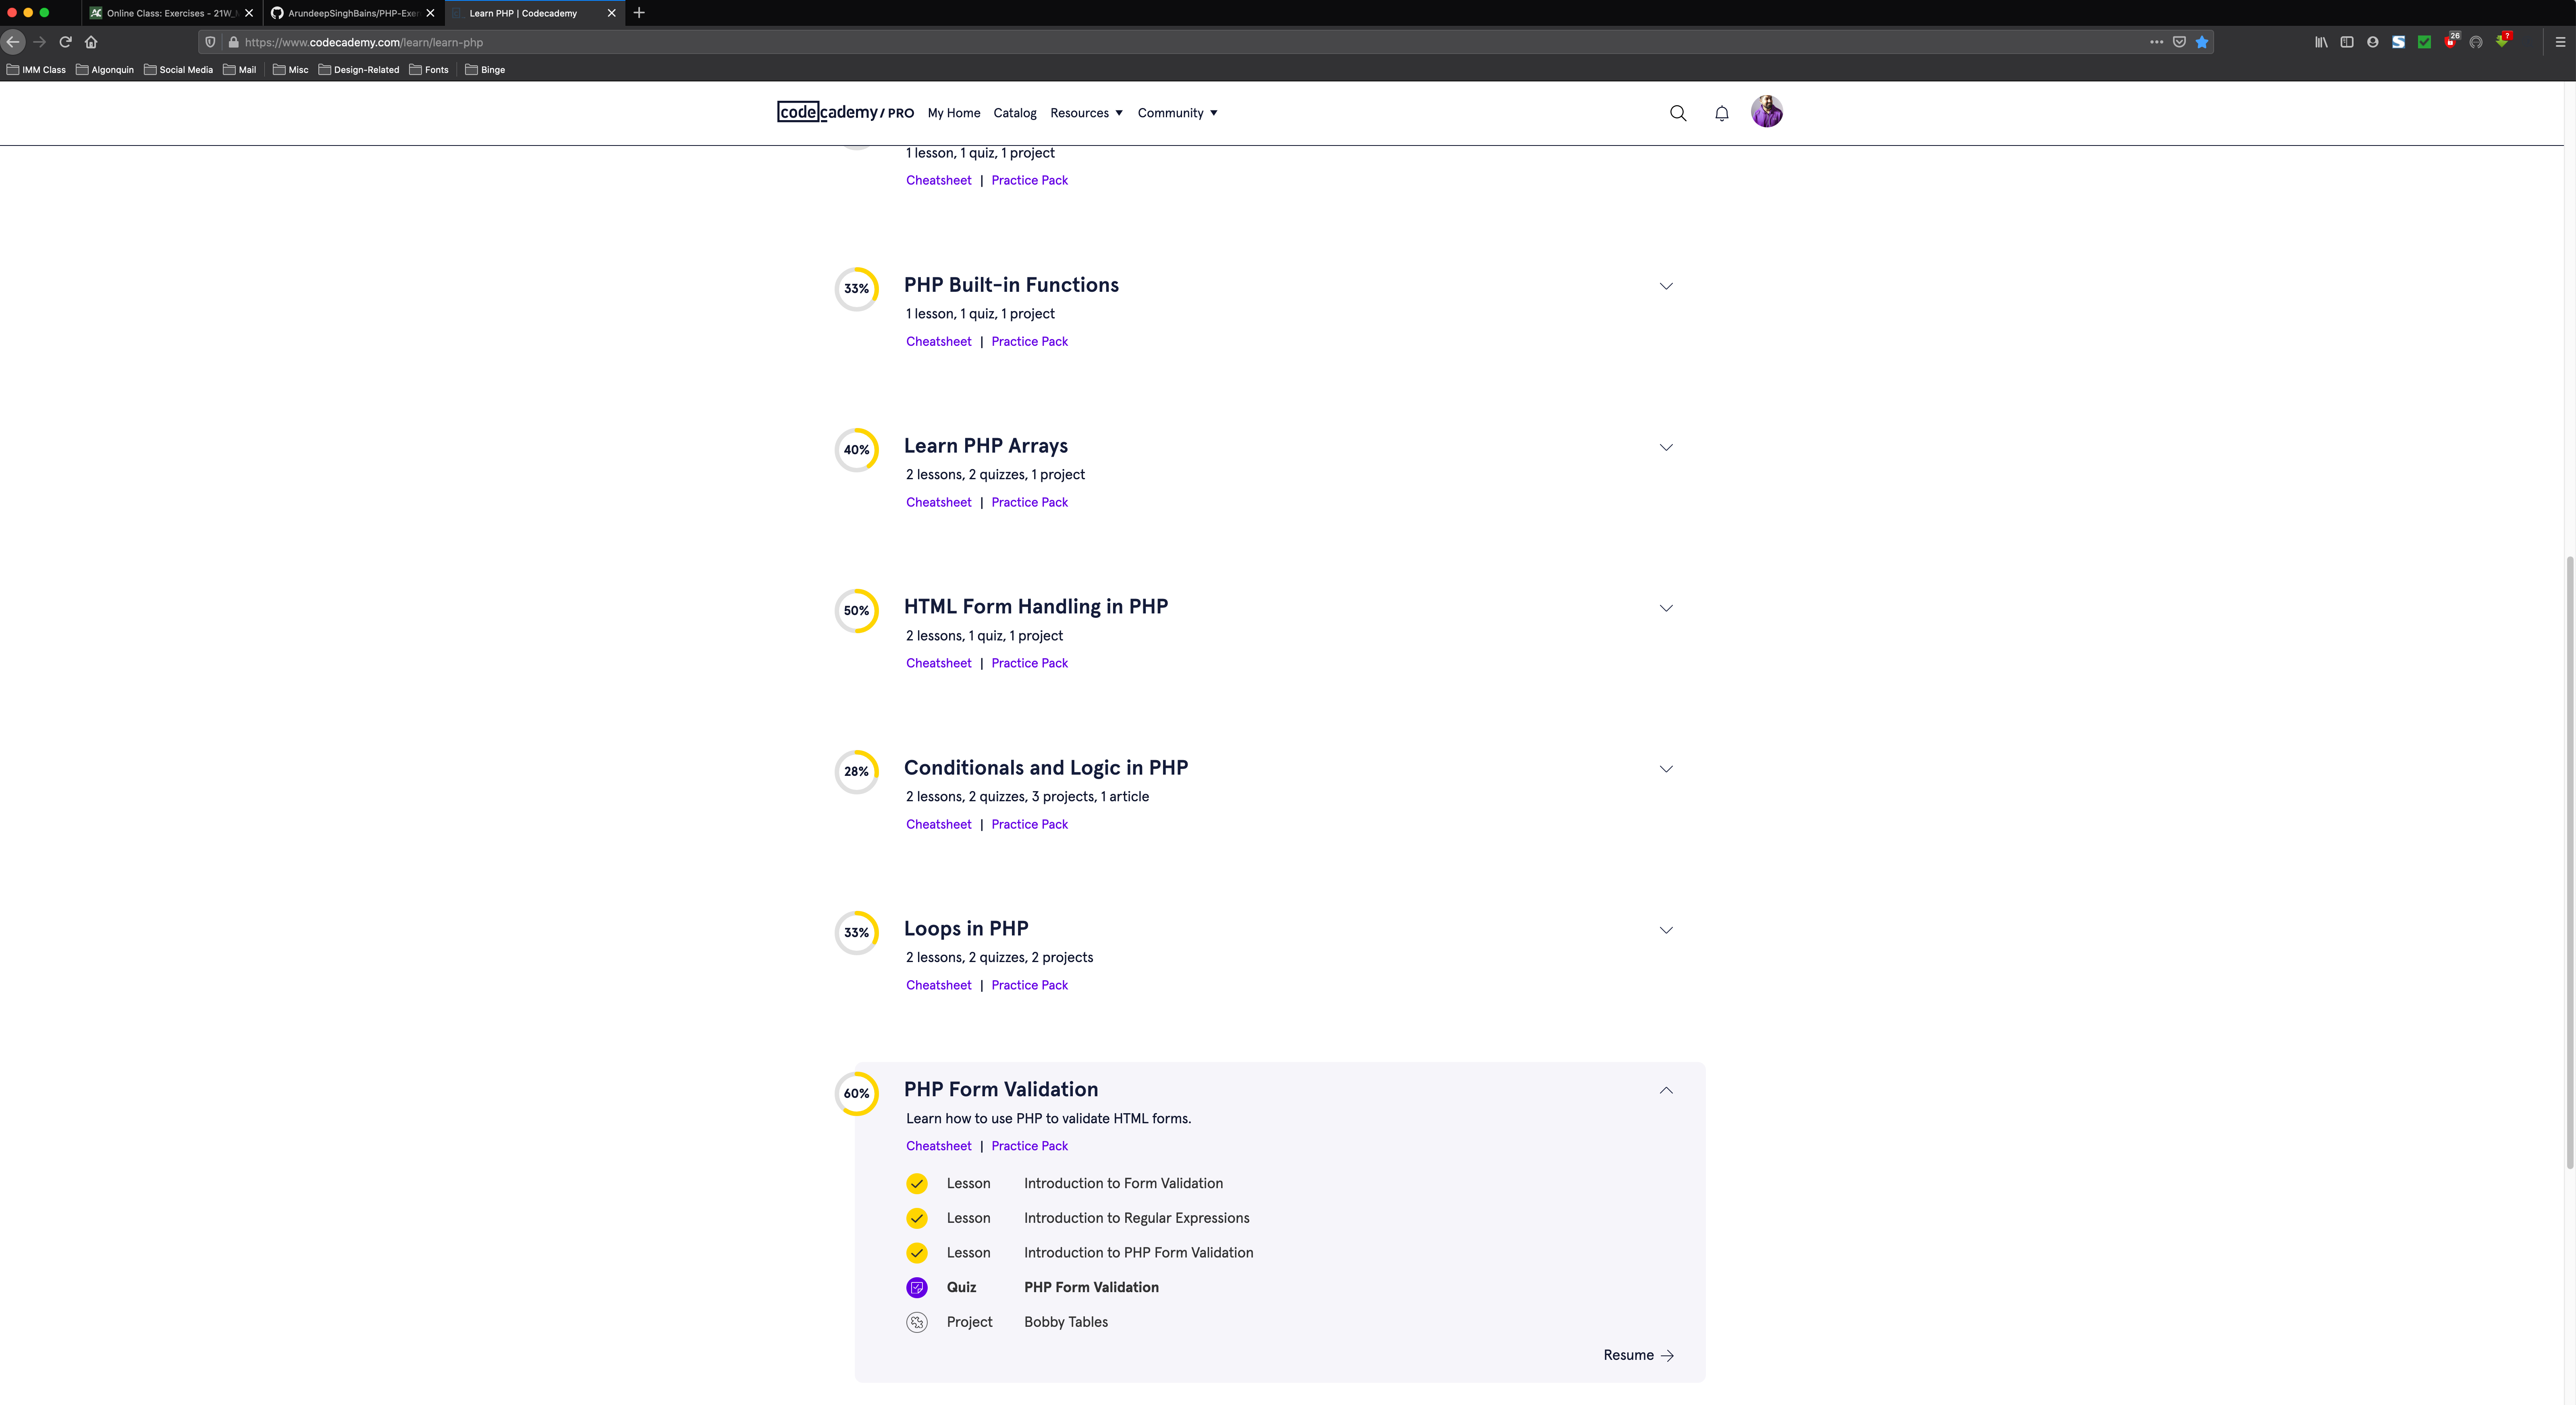 Online Class: Exercises - 21W_
ArundeepSinghBains/PHP-Exer
Learn PHP | Codecademy
https://www.codecademy.com/learn/learn-php
26
?
IMM Class Algonquin Social Media Mail Misc Design-Related Fonts Binge
codecademy / PRO My Home Catalog Resources Community
1 lesson, 1 quiz, 1 project
Cheatsheet | Practice Pack
33% PHP Built-in Functions
1 lesson, 1 quiz, 1 project
Cheatsheet | Practice Pack
40% Learn PHP Arrays
2 lessons, 2 quizzes, 1 project
Cheatsheet | Practice Pack
50% HTML Form Handling in PHP
2 lessons, 1 quiz, 1 project
Cheatsheet | Practice Pack
28% Conditionals and Logic in PHP
2 lessons, 2 quizzes, 3 projects, 1 article
Cheatsheet | Practice Pack
33% Loops in PHP
2 lessons, 2 quizzes, 2 projects
Cheatsheet | Practice Pack
60% PHP Form Validation
Learn how to use PHP to validate HTML forms.
Cheatsheet | Practice Pack
Lesson Introduction to Form Validation
Lesson Introduction to Regular Expressions
Lesson Introduction to PHP Form Validation
Quiz PHP Form Validation
Project Bobby Tables
Resume